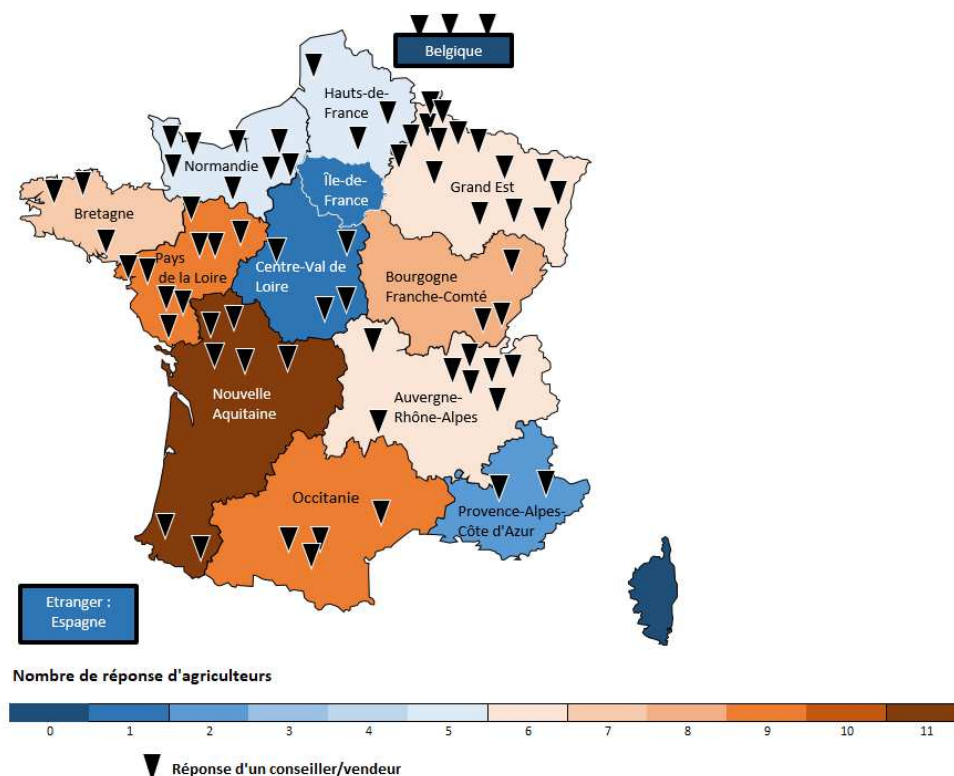 Belgique
Hauts-de-
France
Normandie
Île-de-
France
Grand Est
Bretagne
Pays
de la Loire
Centre-Val de
Loire
Bourgogne
Franche-Comté
Nouvelle
Aquitaine
Auvergne-
Rhône-Alpes
Occitanie
Provence-Alpes-
Côte d'Azur
Etranger :
Espagne
Nombre de réponse d'agriculteurs
0 1 2 3 4 5 6 7 8 9 10 11
Réponse d'un conseiller/vendeur